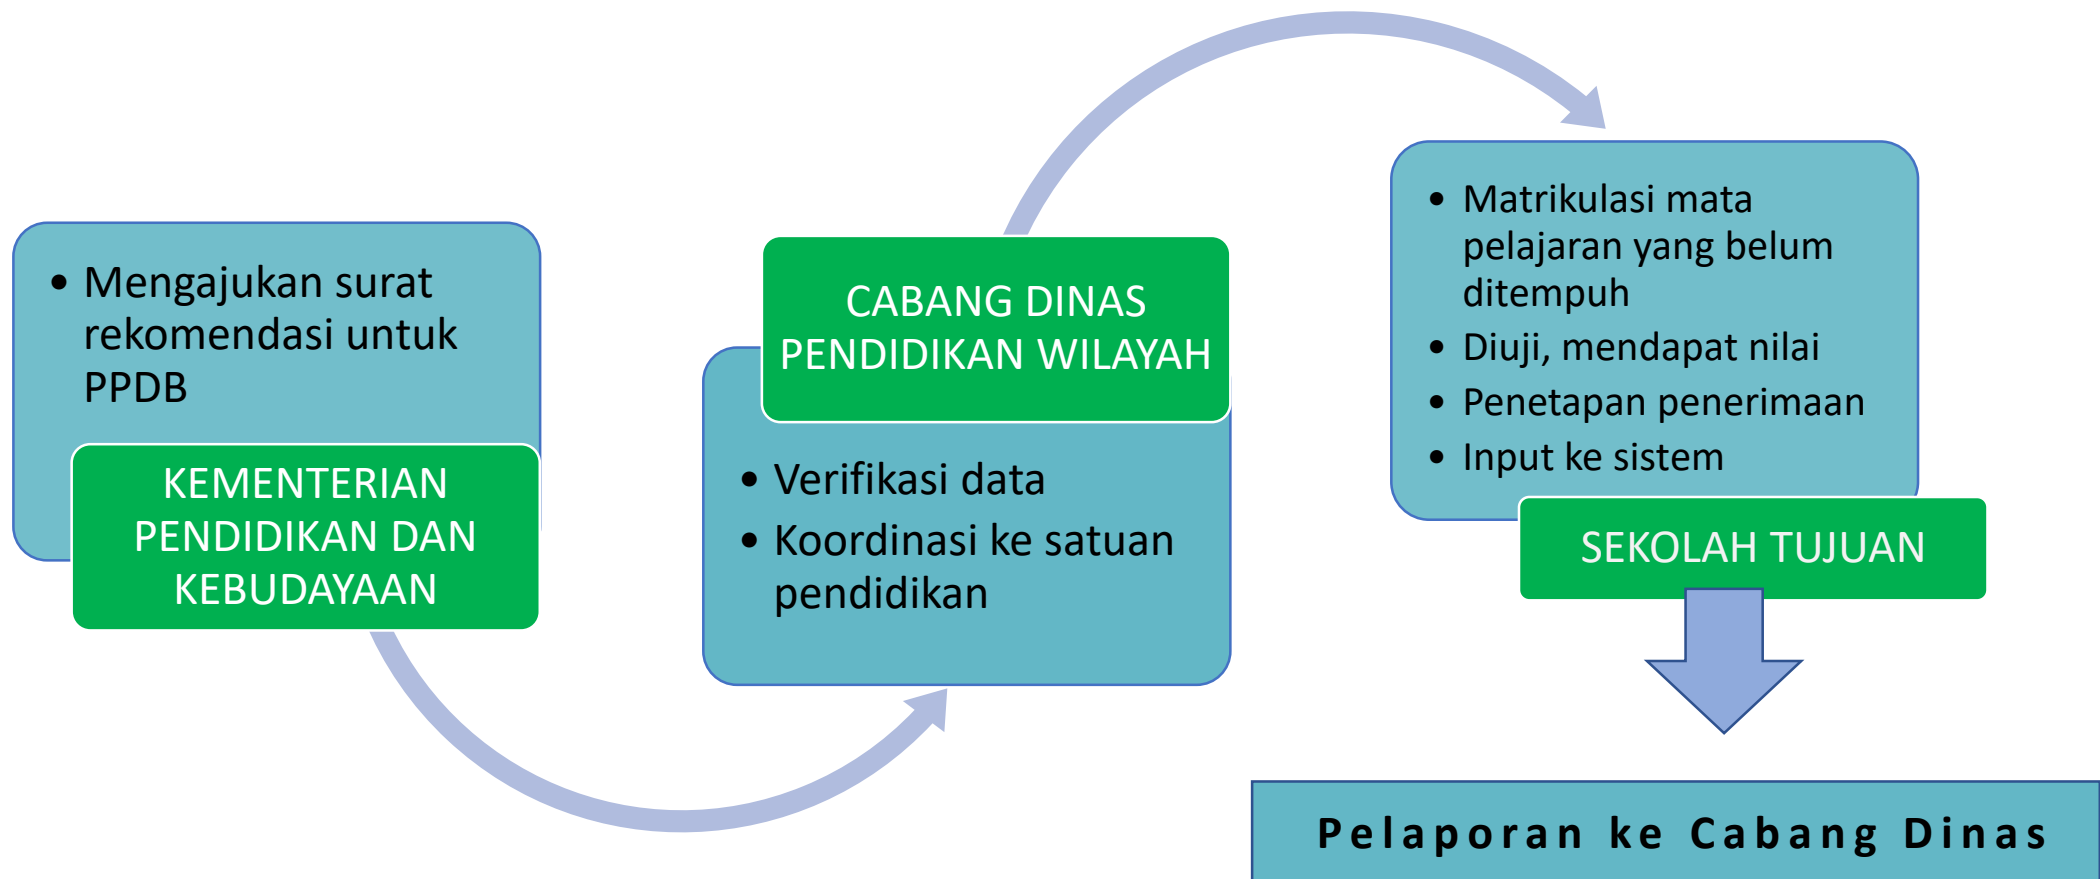 • Mengajukan surat
rekomendasi untuk
PPDB
KEMENTERIAN
PENDIDIKAN DAN
KEBUDAYAAN
CABANG DINAS
PENDIDIKAN WILAYAH
• Verifikasi data
• Koordinasi ke satuan
pendidikan
• Matrikulasi mata
pelajaran yang belum
ditempuh
• Diuji, mendapat nilai
• Penetapan penerimaan
• Input ke sistem
SEKOLAH TUJUAN
Pelaporan ke Cabang Dinas